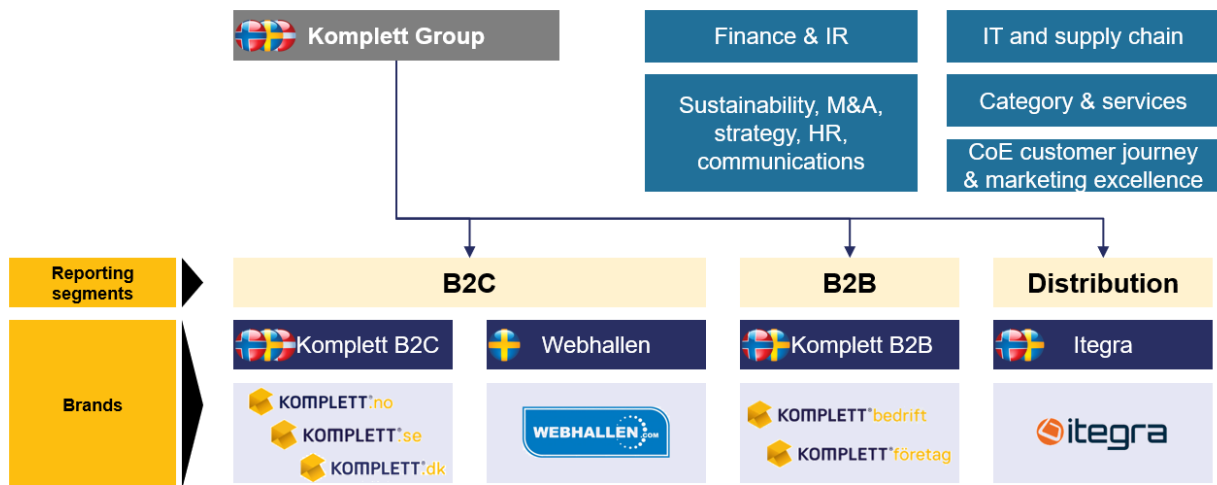 Komplett Group
Finance & IR
IT and supply chain
Sustainability, M&A,
strategy, HR,
communications
Category & services
CoE customer journey
& marketing excellence
Reporting
segments
B2C
B2B
Distribution
Brands
Komplett B2C
Webhallen
Komplett B2B
Itegra
KOMPLETT®.no
KOMPLETT®.se
KOMPLETT®.dk
WEBHALLEN.COM
KOMPLETT®bedrift
KOMPLETT®företag
itegra